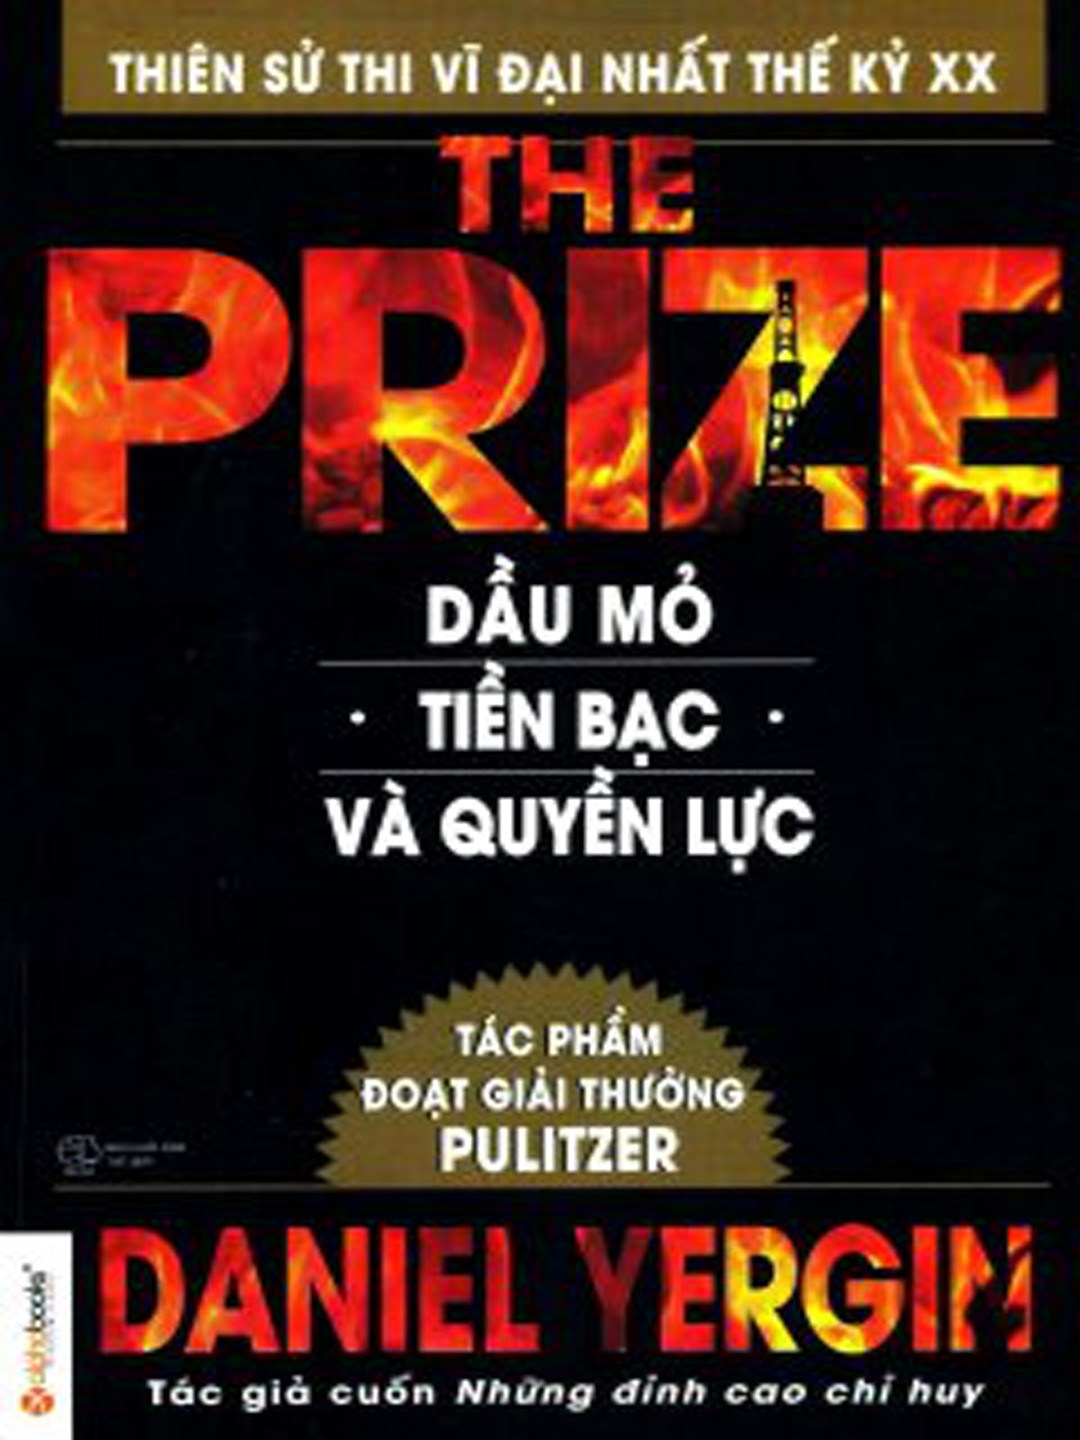 THIÊN SỬ THI VĨ ĐẠI NHẤT THẾ KỶ XX
THE
PRIZE
DẦU MỎ
· TIỀN BẠC ·
VÀ QUYỀN LỰC
TÁC PHẨM
ĐOẠT GIẢI THƯỞNG
PULITZER
DANIEL YERGIN
Tác giả cuốn Những đỉnh cao chỉ huy
alphabooks